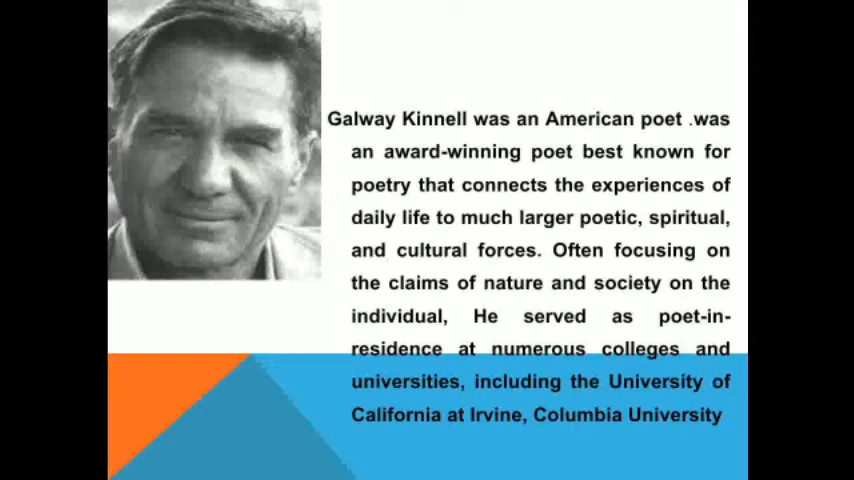 Galway Kinnell was an American poet .was
an award-winning poet best known for
poetry that connects the experiences of
daily life to much larger poetic, spiritual,
and cultural forces. Often focusing on
the claims of nature and society on the
individual, He served as poet-in-
residence at numerous colleges and
universities, including the University of
California at Irvine, Columbia University